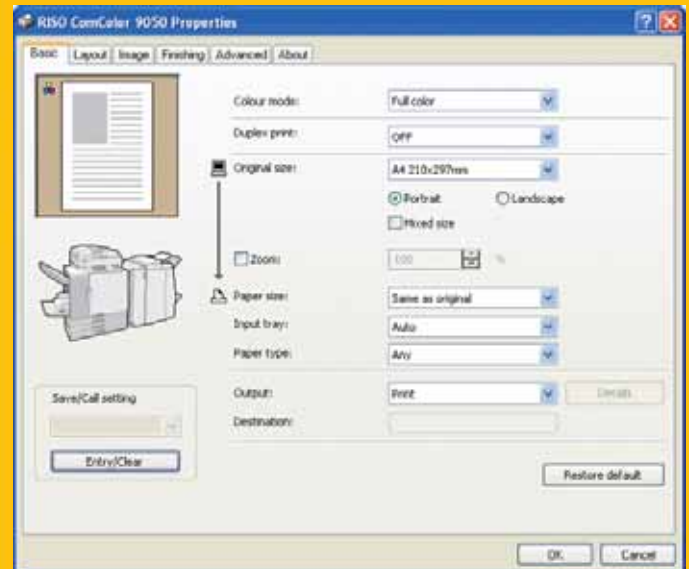 RISO ComColor 9050 Properties
Basic Layout Image Finishing Advanced About
Colour mode: Full color
Duplex print: OFF
Original size: A4 210x297mm
Portrait Landscape
Mixed size
Zoom: 100 %
Paper size: Same as original
Input tray: Auto
Paper type: Any
Save/Call setting
Output: Print Details
Destination:
Entry/Clear
Restore default
OK Cancel